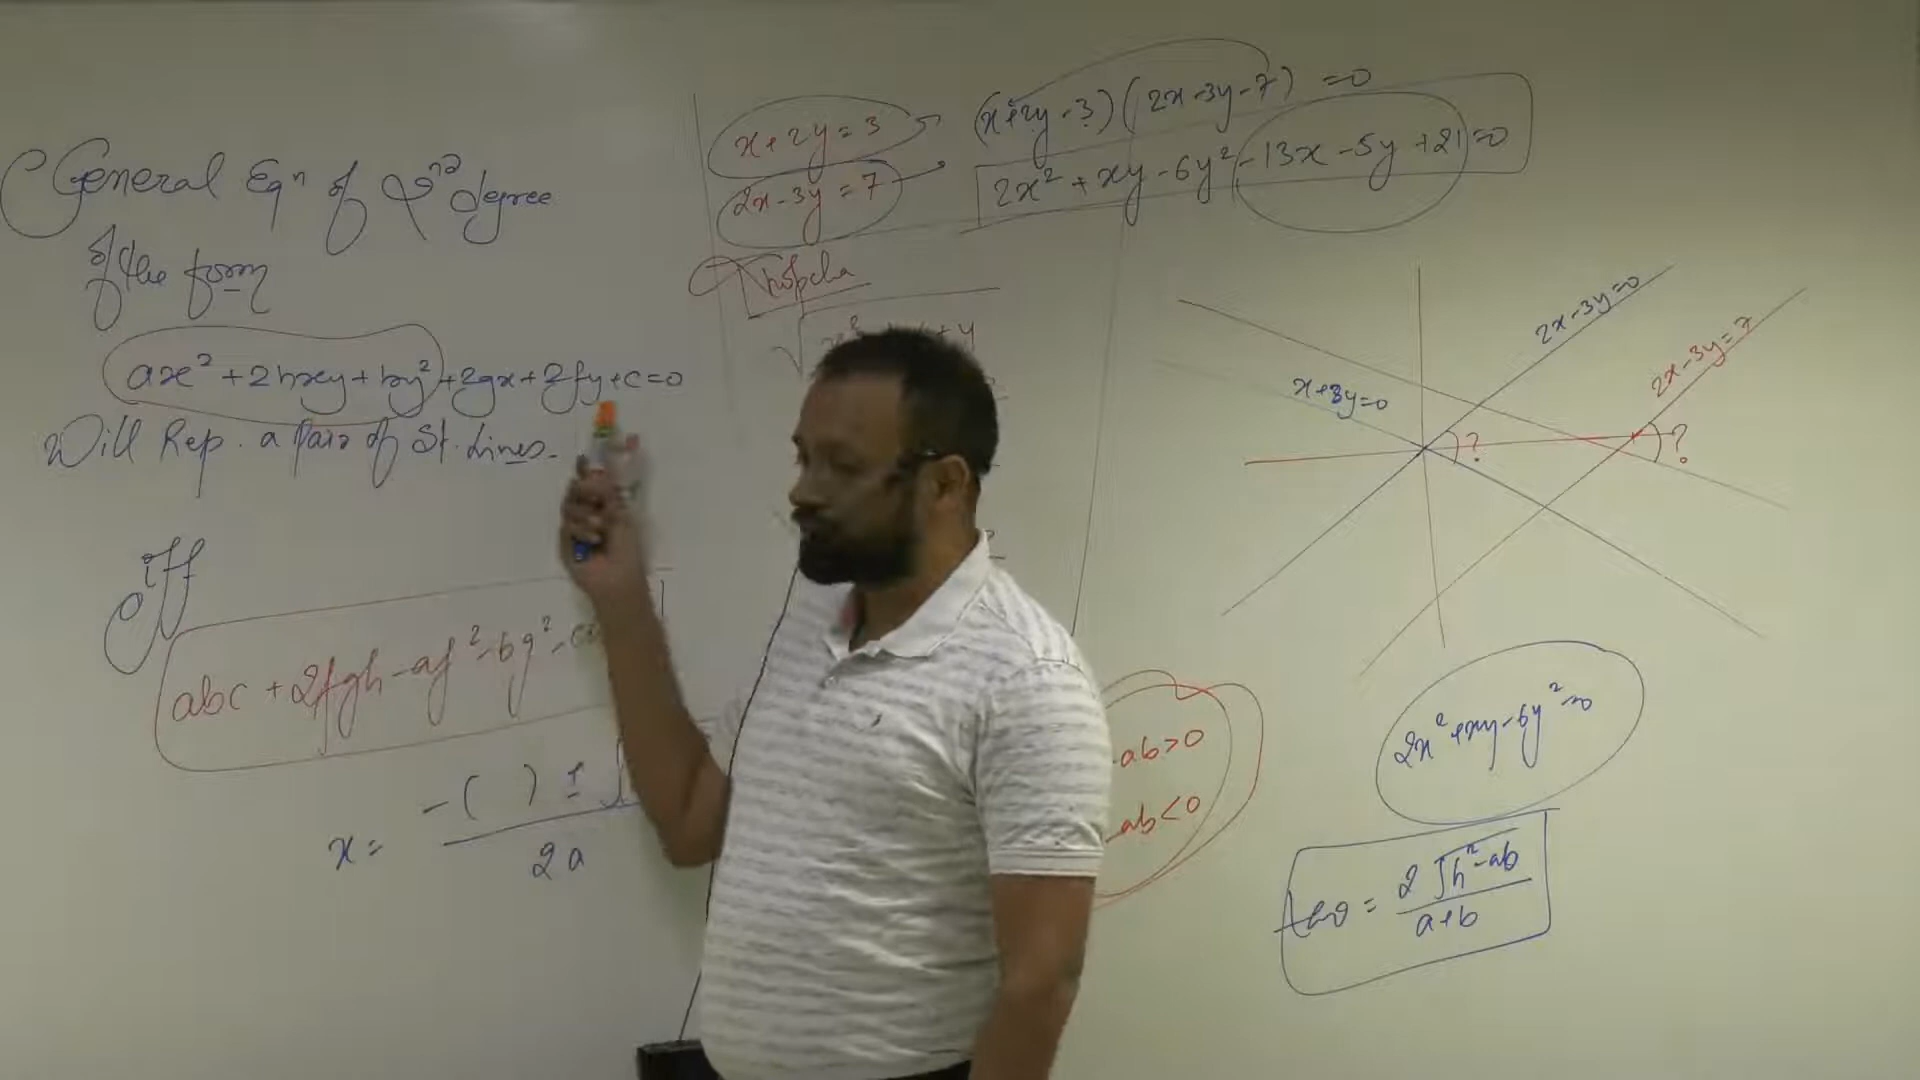 General Eqⁿ of 2ⁿᵈ degree
of the form
ax² + 2hxy + by² + 2gx + 2fy + c = 0
Will Rep. a pair of St. Lines.
iff
abc + 2fgh - af² - bg² - c
x = -( ) ±
2a
x + 2y = 3
2x - 3y = 7
(x + 2y - 3)(2x - 3y - 7) = 0
2x² + xy - 6y² - 13x - 5y + 21 = 0
ab > 0
ab < 0
2x - 3y = 0
2x - 3y = 7
x + 3y = 0
? ?
2x² + xy - 6y² = 0
tanθ = 2√h² - ab
a + b